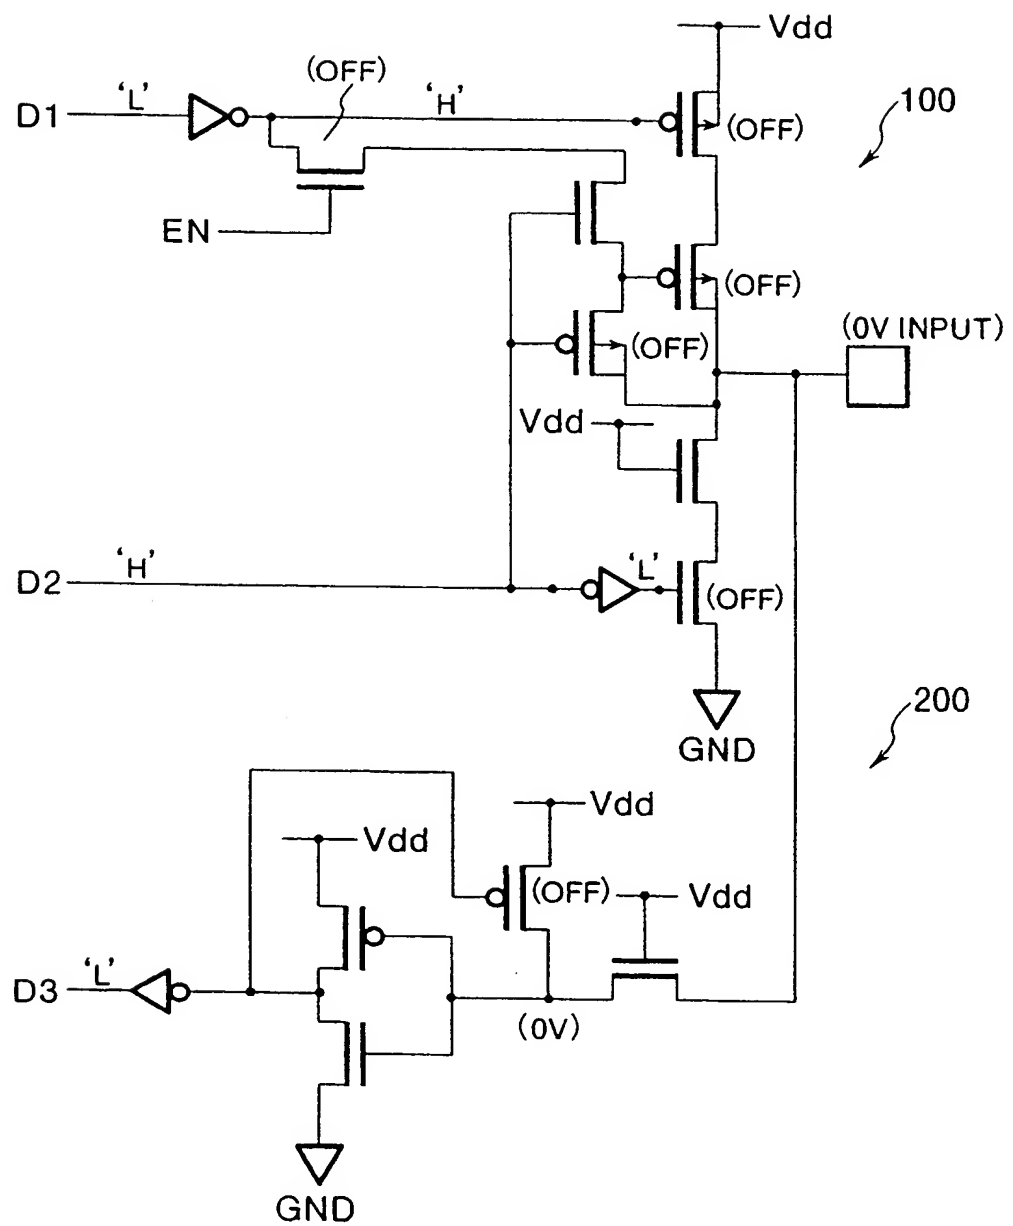 Vdd
(OFF)
D1 'L' 'H' (OFF) 100
EN
(OFF)
(OFF)
(0V INPUT)
Vdd
D2 'H' 'L' (OFF)
200
GND
Vdd
Vdd
(OFF) Vdd
D3 'L'
(0V)
GND